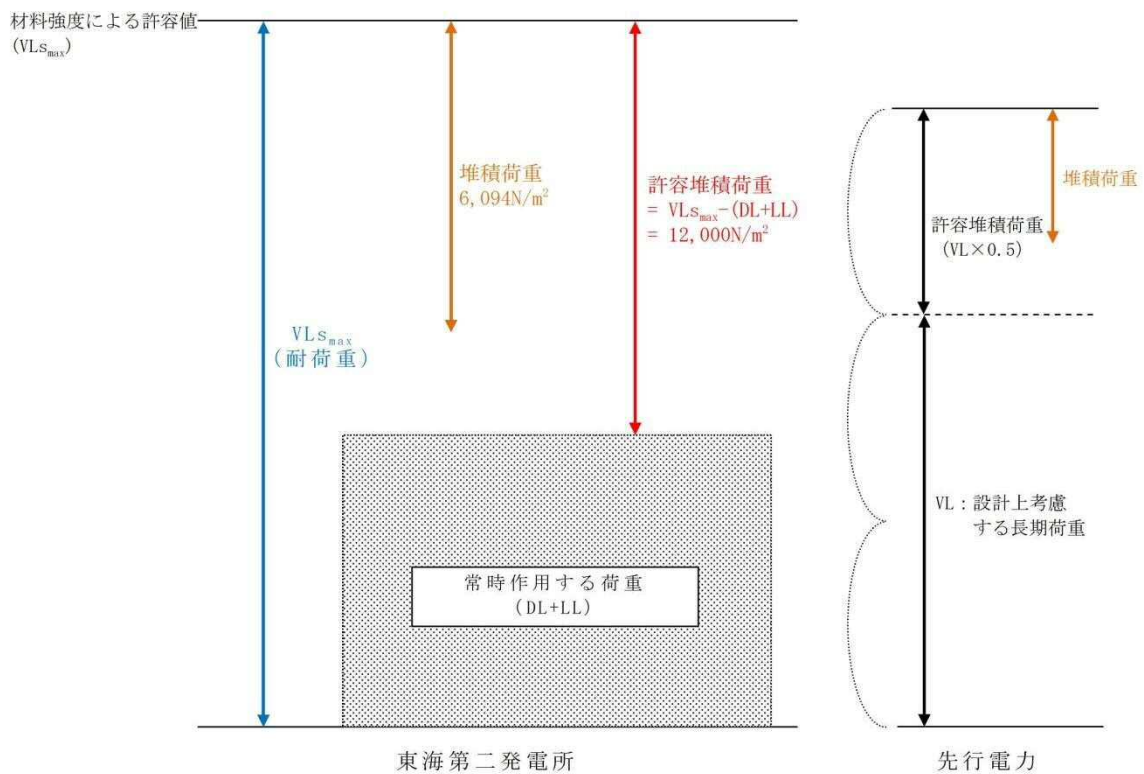 材料強度による許容値
(VLsmax)
堆積荷重
6,094N/m²
許容堆積荷重
= VLsmax-(DL+LL)
= 12,000N/m²
VLsmax
(耐荷重)
常時作用する荷重
(DL+LL)
東海第二発電所
堆積荷重
許容堆積荷重
(VL×0.5)
VL：設計上考慮
する長期荷重
先行電力